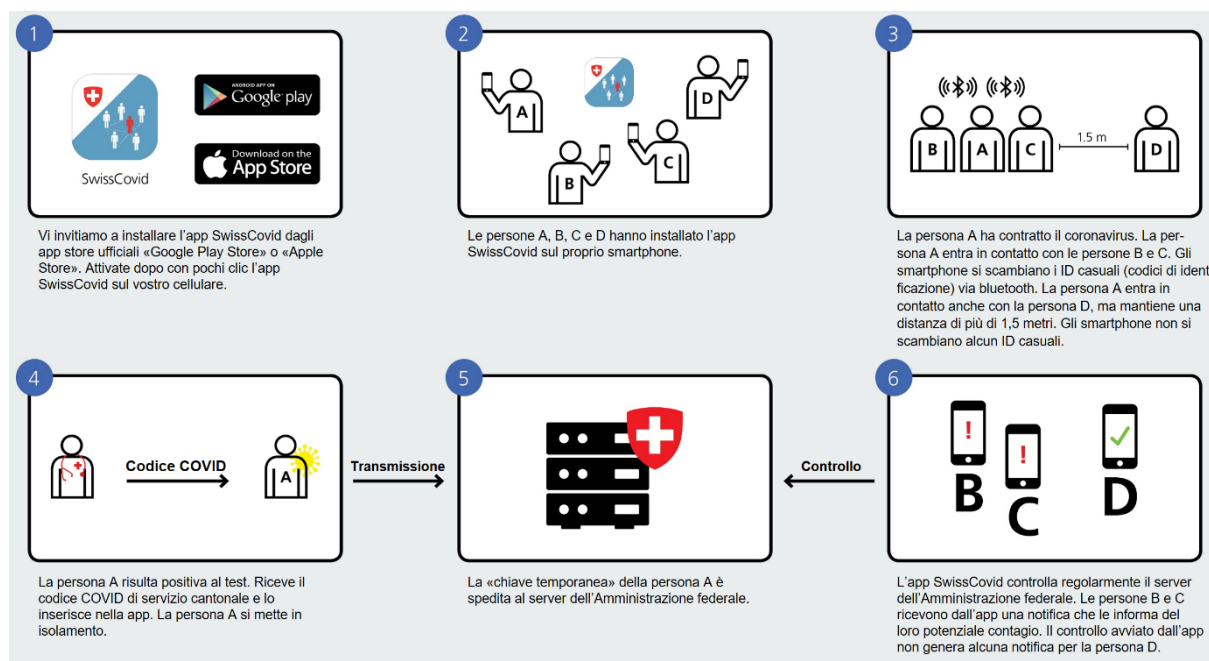 1
ANDROID APP ON
Google play
Download on the
App Store
SwissCovid
Vi invitiamo a installare l'app SwissCovid dagli
app store ufficiali «Google Play Store» o «Apple
Store». Attivate dopo con pochi clic l'app
SwissCovid sul vostro cellulare.
2
A
D
B
C
Le persone A, B, C e D hanno installato l'app
SwissCovid sul proprio smartphone.
3
B
A
C
1.5 m
D
La persona A ha contratto il coronavirus. La per-
sona A entra in contatto con le persone B e C. Gli
smartphone si scambiano i ID casuali (codici di ident
ficazione) via bluetooth. La persona A entra in
contatto anche con la persona D, ma mantiene una
distanza di più di 1,5 metri. Gli smartphone non si
scambiano alcun ID casuali.
4
Codice COVID
A
Transmissione
La persona A risulta positiva al test. Riceve il
codice COVID di servizio cantonale e lo
inserisce nella app. La persona A si mette in
isolamento.
5
La «chiave temporanea» della persona A è
spedita al server dell'Amministrazione federale.
Controllo
6
!
!
B
C
D
L'app SwissCovid controlla regolarmente il server
dell'Amministrazione federale. Le persone B e C
ricevono dall'app una notifica che le informa del
loro potenziale contagio. Il controllo avviato dall'app
non genera alcuna notifica per la persona D.